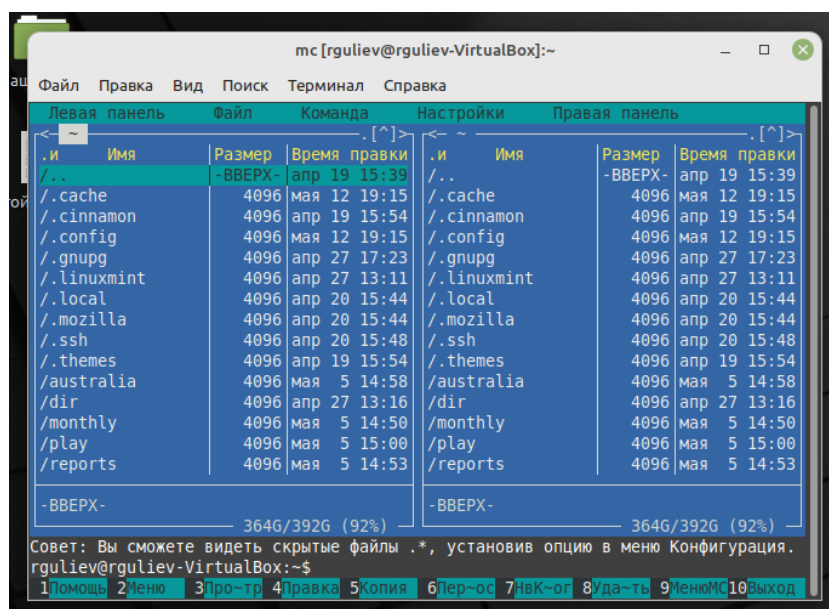 mc [rguliev@rguliev-VirtualBox]:~
Файл Правка Вид Поиск Терминал Справка
Левая панель Файл Команда Настройки Правая панель
<— ~ —.[^]> <— ~ —.[^]>
.и Имя Размер Время правки .и Имя Размер Время правки
/.. -ВВЕРХ- апр 19 15:39 /.. -ВВЕРХ- апр 19 15:39
/.cache 4096 мая 12 19:15 /.cache 4096 мая 12 19:15
/.cinnamon 4096 апр 19 15:54 /.cinnamon 4096 апр 19 15:54
/.config 4096 мая 12 19:15 /.config 4096 мая 12 19:15
/.gnupg 4096 апр 27 17:23 /.gnupg 4096 апр 27 17:23
/.linuxmint 4096 апр 27 13:11 /.linuxmint 4096 апр 27 13:11
/.local 4096 апр 20 15:44 /.local 4096 апр 20 15:44
/.mozilla 4096 апр 20 15:44 /.mozilla 4096 апр 20 15:44
/.ssh 4096 апр 20 15:48 /.ssh 4096 апр 20 15:48
/.themes 4096 апр 19 15:54 /.themes 4096 апр 19 15:54
/australia 4096 мая 5 14:58 /australia 4096 мая 5 14:58
/dir 4096 апр 27 13:16 /dir 4096 апр 27 13:16
/monthly 4096 мая 5 14:50 /monthly 4096 мая 5 14:50
/play 4096 мая 5 15:00 /play 4096 мая 5 15:00
/reports 4096 мая 5 14:53 /reports 4096 мая 5 14:53
-ВВЕРХ- -ВВЕРХ-
364G/392G (92%) 364G/392G (92%)
Совет: Вы сможете видеть скрытые файлы .*, установив опцию в меню Конфигурация.
rguliev@rguliev-VirtualBox:~$
1Помощь 2Меню 3Про~тр 4Правка 5Копия 6Пер~ос 7НвК~ог 8Уда~ть 9МенюMC 10Выход